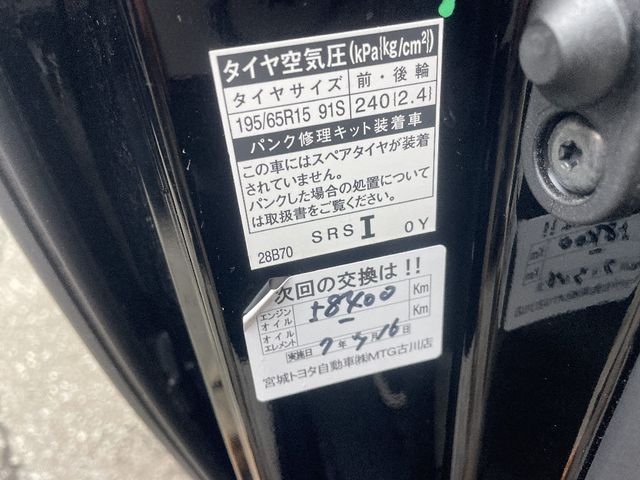 タイヤ空気圧(kPa{kg/cm²})
タイヤサイズ 前・後輪
195/65R15 91S 240{2.4}
パンク修理キット装着車
この車にはスペアタイヤが装着
されていません。
パンクした場合の処置について
は取扱書をご覧ください。
28B70 SRS I 0Y
次回の交換は!!
エンジンオイル 58400 Km
オイルエレメント − Km
実施日 7年5月16日
宮城トヨタ自動車㈱MTG古川店